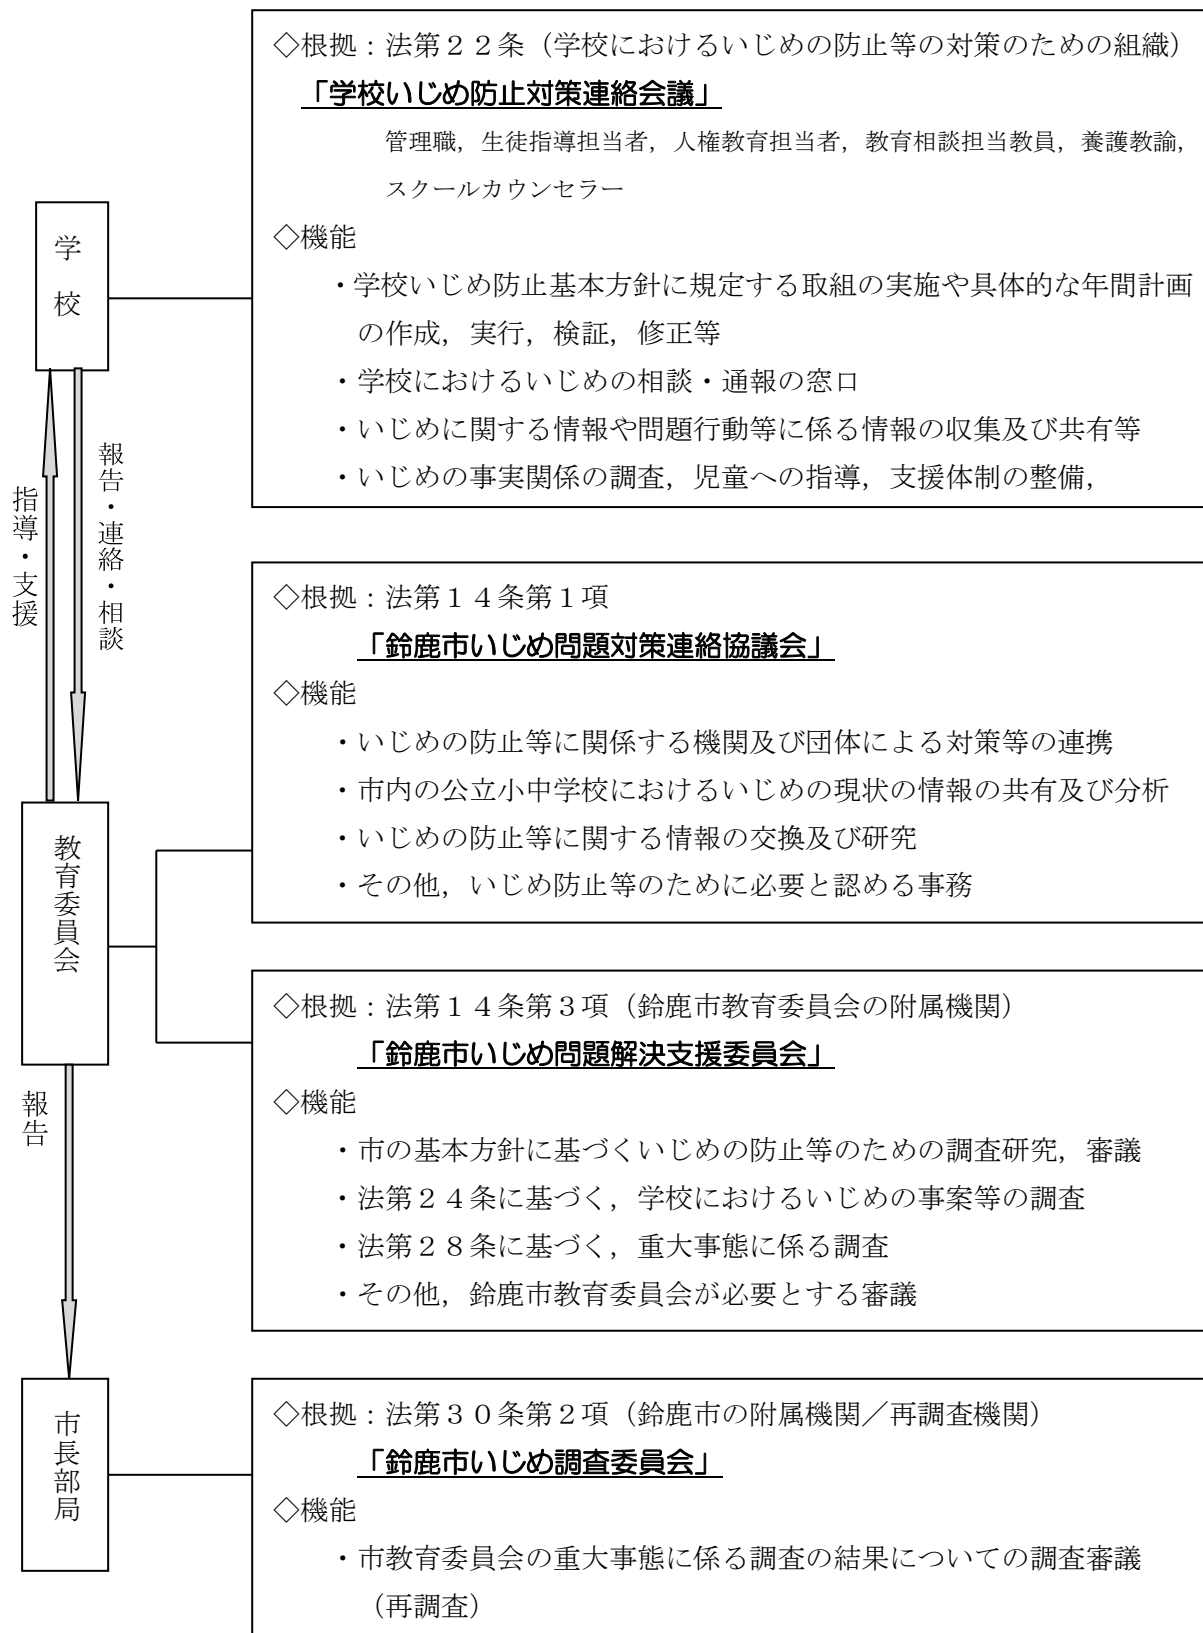 ◇根拠：法第２２条（学校におけるいじめの防止等の対策のための組織）
「学校いじめ防止対策連絡会議」
管理職，生徒指導担当者，人権教育担当者，教育相談担当教員，養護教諭，
スクールカウンセラー
◇機能
・学校いじめ防止基本方針に規定する取組の実施や具体的な年間計画
の作成，実行，検証，修正等
・学校におけるいじめの相談・通報の窓口
・いじめに関する情報や問題行動等に係る情報の収集及び共有等
・いじめの事実関係の調査，児童への指導，支援体制の整備，
学校
報告・連絡・相談
指導・支援
◇根拠：法第１４条第１項
「鈴鹿市いじめ問題対策連絡協議会」
◇機能
・いじめの防止等に関係する機関及び団体による対策等の連携
・市内の公立小中学校におけるいじめの現状の情報の共有及び分析
・いじめの防止等に関する情報の交換及び研究
・その他，いじめ防止等のために必要と認める事務
教育委員会
◇根拠：法第１４条第３項（鈴鹿市教育委員会の附属機関）
「鈴鹿市いじめ問題解決支援委員会」
◇機能
・市の基本方針に基づくいじめの防止等のための調査研究，審議
・法第２４条に基づく，学校におけるいじめの事案等の調査
・法第２８条に基づく，重大事態に係る調査
・その他，鈴鹿市教育委員会が必要とする審議
報告
市長部局
◇根拠：法第３０条第２項（鈴鹿市の附属機関／再調査機関）
「鈴鹿市いじめ調査委員会」
◇機能
・市教育委員会の重大事態に係る調査の結果についての調査審議
（再調査）